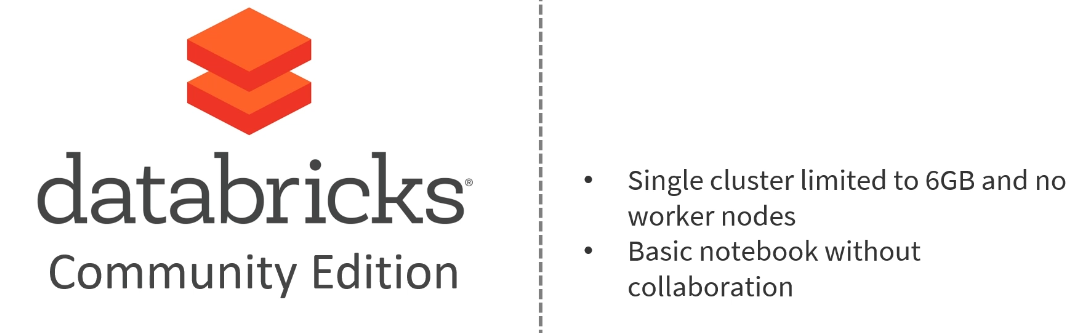 databricks®
Community Edition
• Single cluster limited to 6GB and no
worker nodes
• Basic notebook without
collaboration